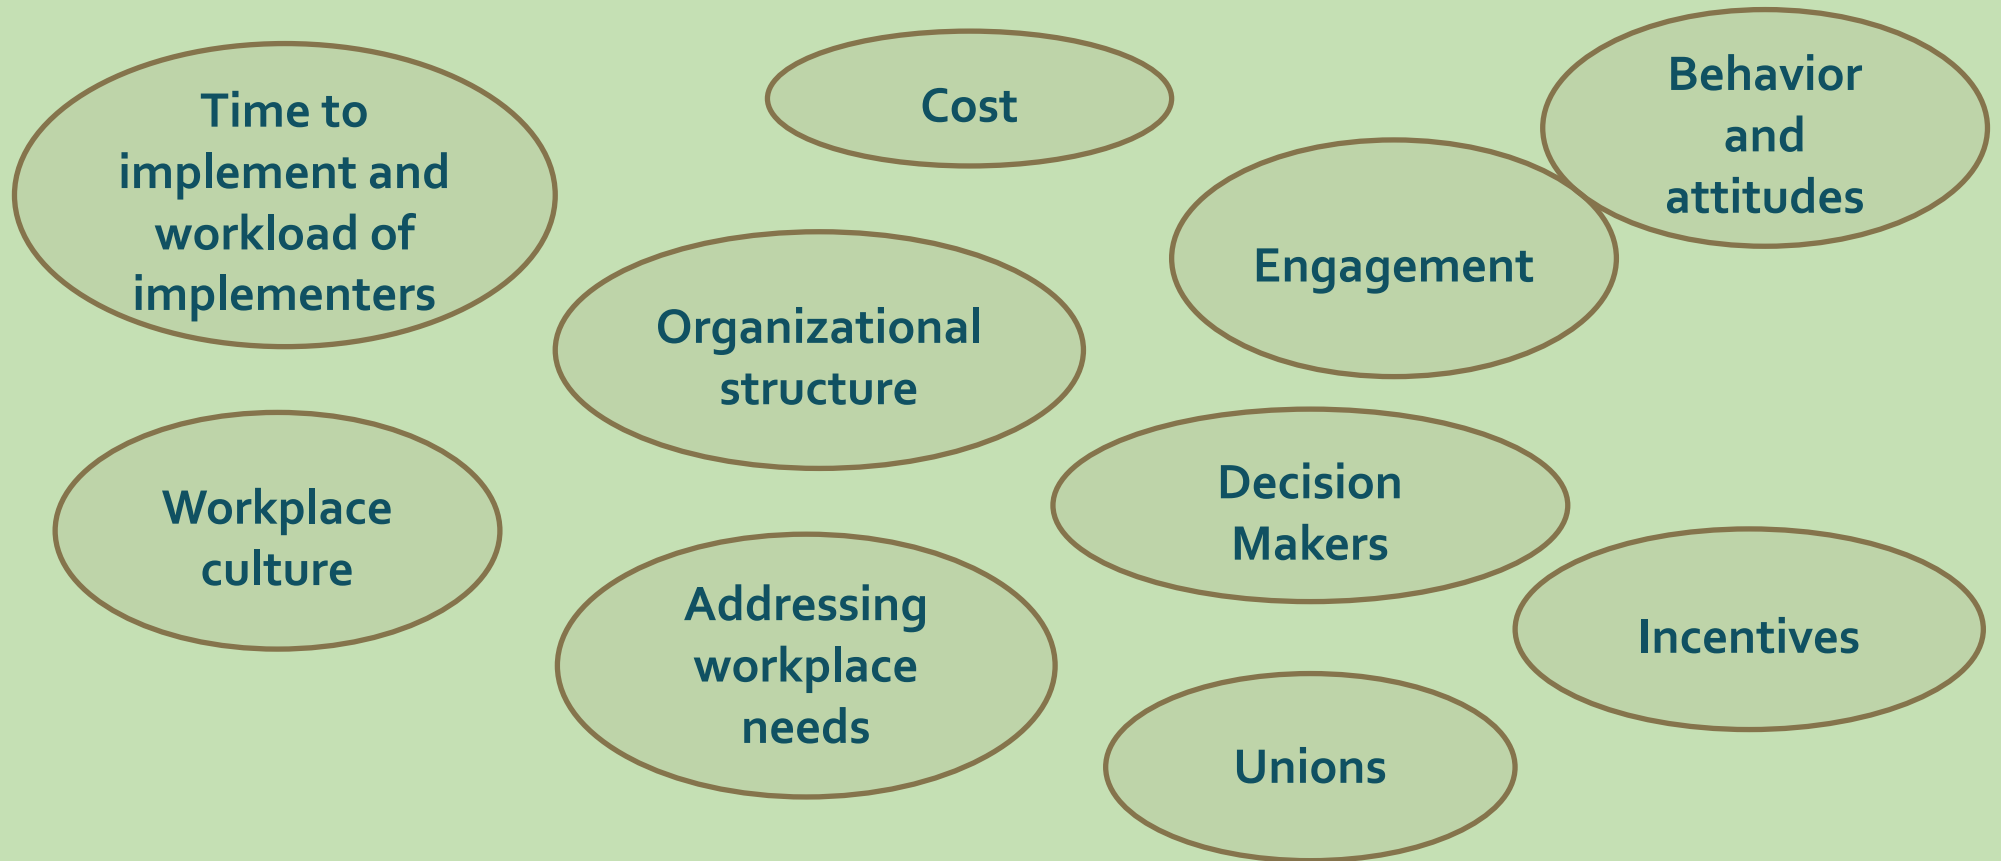 Time to
implement and
workload of
implementers
Cost
Behavior
and
attitudes
Engagement
Organizational
structure
Workplace
culture
Decision
Makers
Addressing
workplace
needs
Incentives
Unions